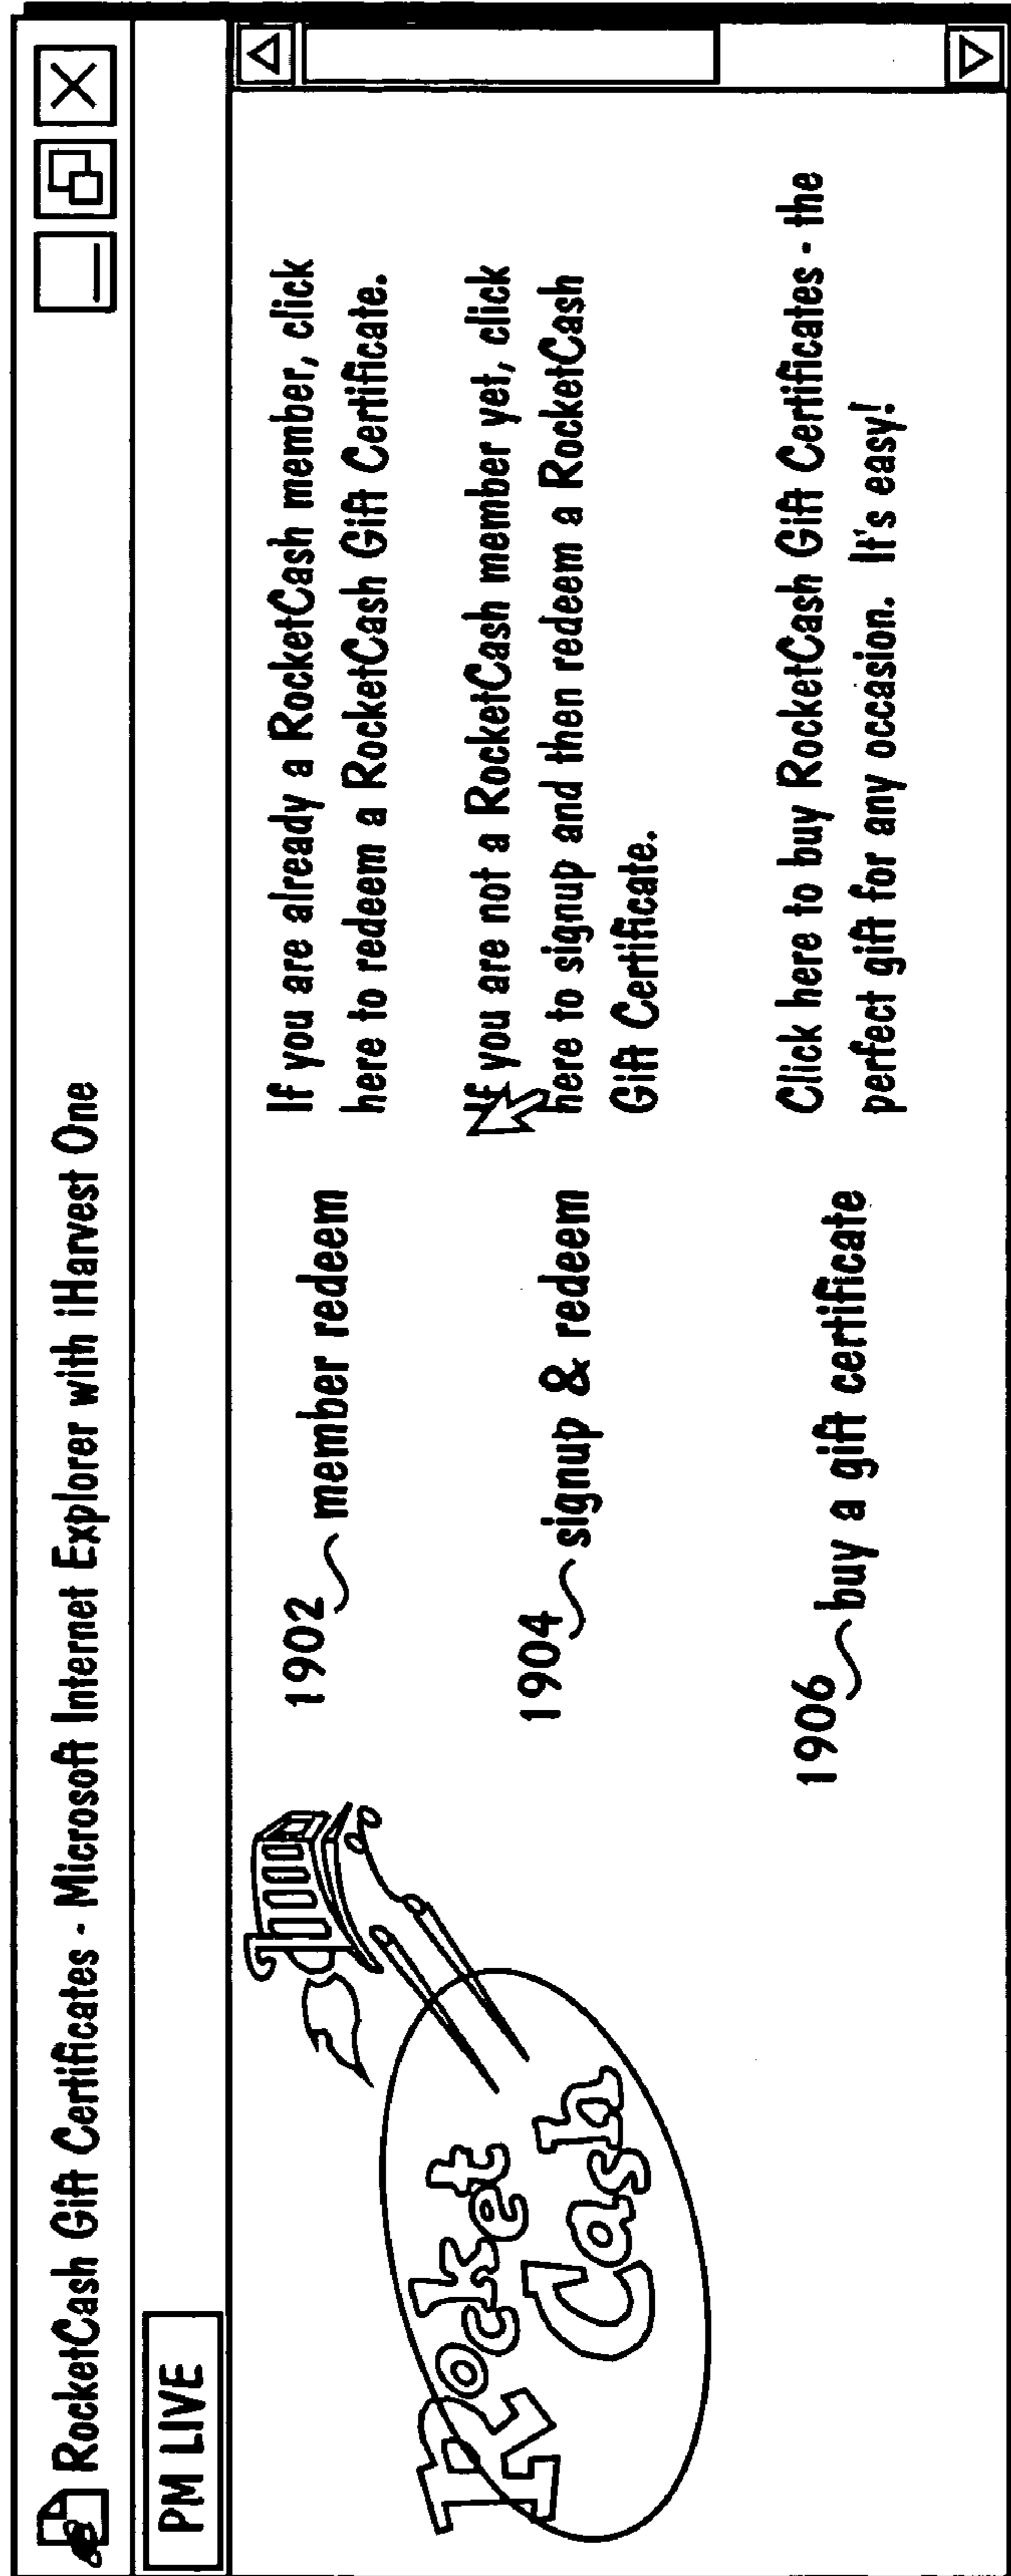 RocketCash Gift Certificates - Microsoft Internet Explorer with iHarvest One
PM LIVE
Rocket
Cash
1902
member redeem
If you are already a RocketCash member, click
here to redeem a RocketCash Gift Certificate.
1904
signup & redeem
If you are not a RocketCash member yet, click
here to signup and then redeem a RocketCash
Gift Certificate.
1906
buy a gift certificate
Click here to buy RocketCash Gift Certificates - the
perfect gift for any occasion. It's easy!